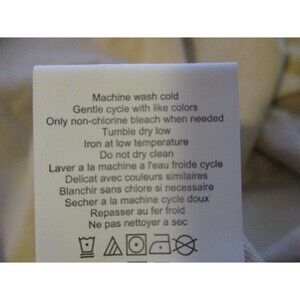 Machine wash cold
Gentle cycle with like colors
Only non-chlorine bleach when needed
Tumble dry low
Iron at low temperature
Do not dry clean
Laver a la machine a l'eau froide cycle
Delicat avec couleurs similaires
Blanchir sans chlore si necessaire
Secher a la machine cycle doux
Repasser au fer froid
Ne pas nettoyer a sec